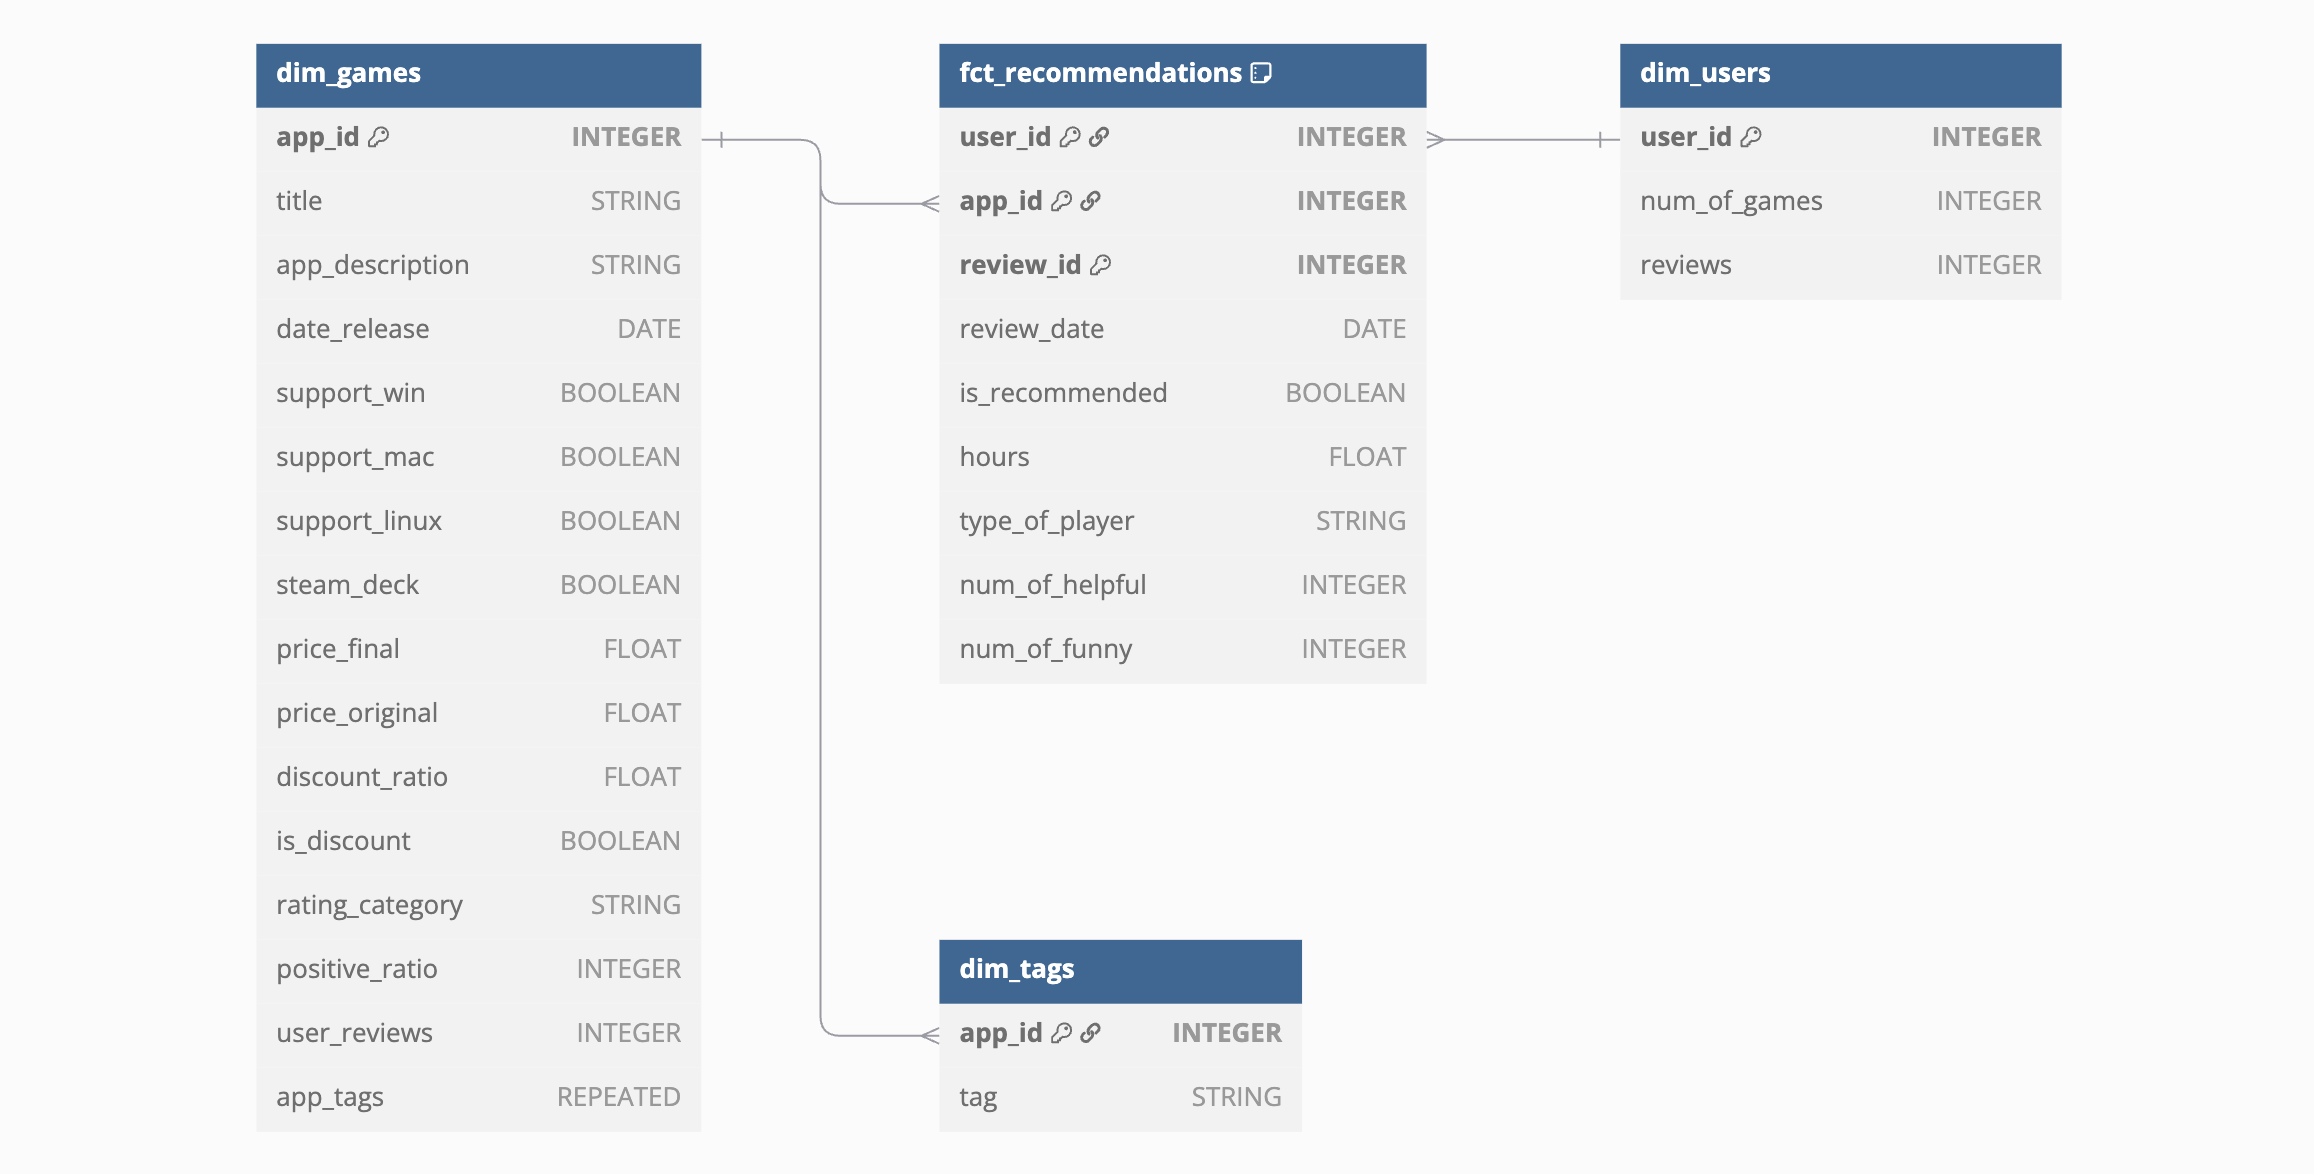 dim_games
app_id INTEGER
title STRING
app_description STRING
date_release DATE
support_win BOOLEAN
support_mac BOOLEAN
support_linux BOOLEAN
steam_deck BOOLEAN
price_final FLOAT
price_original FLOAT
discount_ratio FLOAT
is_discount BOOLEAN
rating_category STRING
positive_ratio INTEGER
user_reviews INTEGER
app_tags REPEATED
fct_recommendations
user_id INTEGER
app_id INTEGER
review_id INTEGER
review_date DATE
is_recommended BOOLEAN
hours FLOAT
type_of_player STRING
num_of_helpful INTEGER
num_of_funny INTEGER
dim_users
user_id INTEGER
num_of_games INTEGER
reviews INTEGER
dim_tags
app_id INTEGER
tag STRING